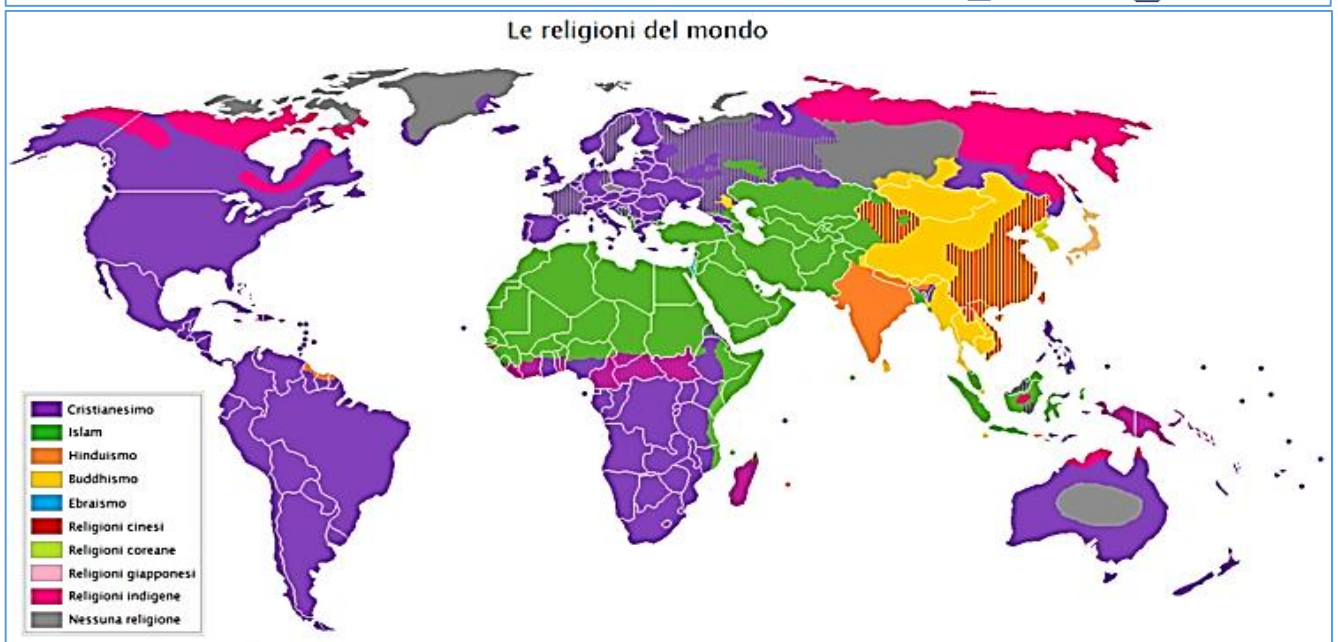 Le religioni del mondo
Cristianesimo
Islam
Hinduismo
Buddhismo
Ebraismo
Religioni cinesi
Religioni coreane
Religioni giapponesi
Religioni indigene
Nessuna religione